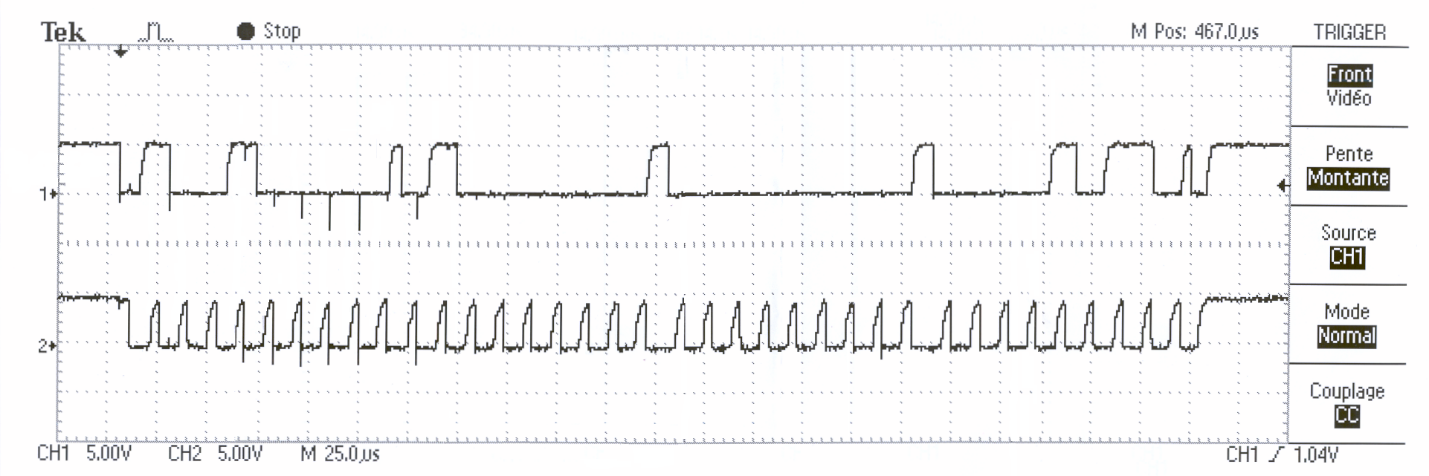 Tek Stop M Pos: 467.0µs TRIGGER
Front
Vidéo
Pente
Montante
Source
CH1
Mode
Normal
Couplage
CC
1
2
CH1 5.00V CH2 5.00V M 25.0µs CH1 1.04V